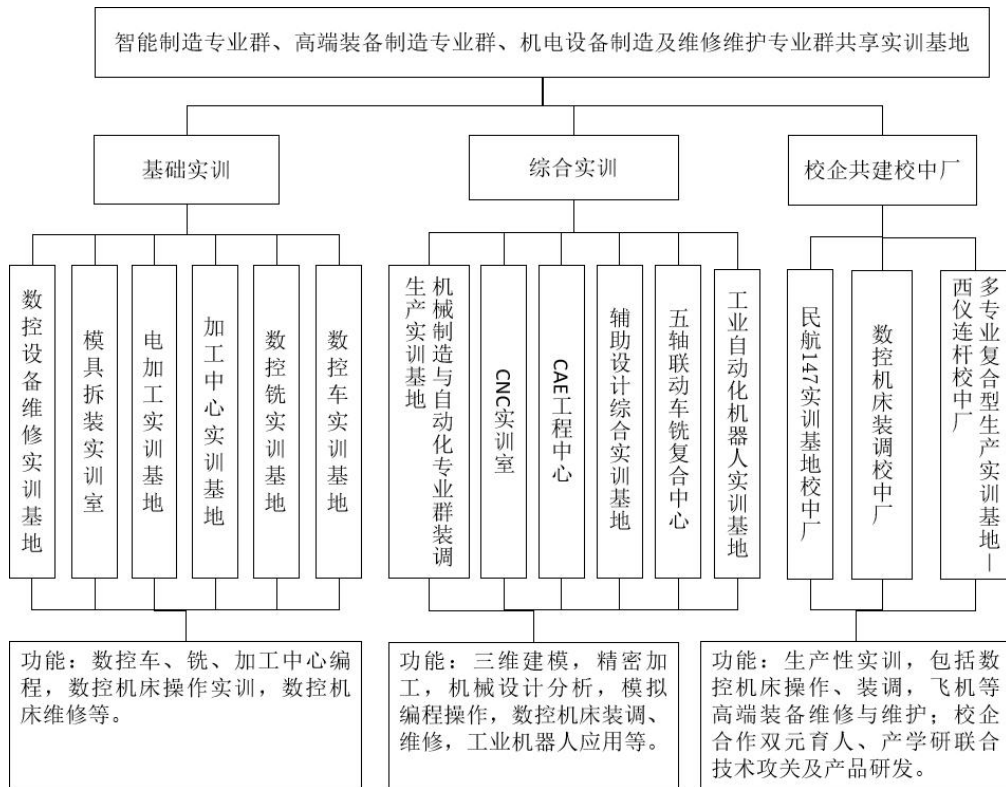 智能制造专业群、高端装备制造专业群、机电设备制造及维修维护专业群共享实训基地
基础实训
综合实训
校企共建校中厂
数控设备维修实训基地
模具拆装实训室
电加工实训基地
加工中心实训基地
数控铣实训基地
数控车实训基地
机械制造与自动化专业群装调
生产实训基地
CNC实训室
CAE工程中心
辅助设计综合实训基地
五轴联动车铣复合中心
工业自动化机器人实训基地
民航147实训基地校中厂
数控机床装调校中厂
多专业复合型生产实训基地—
西仪连杆校中厂
功能：数控车、铣、加工中心编
程，数控机床操作实训，数控机
床维修等。
功能：三维建模，精密加
工，机械设计分析，模拟
编程操作，数控机床装调、
维修，工业机器人应用等。
功能：生产性实训，包括数
控机床操作、装调，飞机等
高端装备维修与维护；校企
合作双元育人、产学研联合
技术攻关及产品研发。